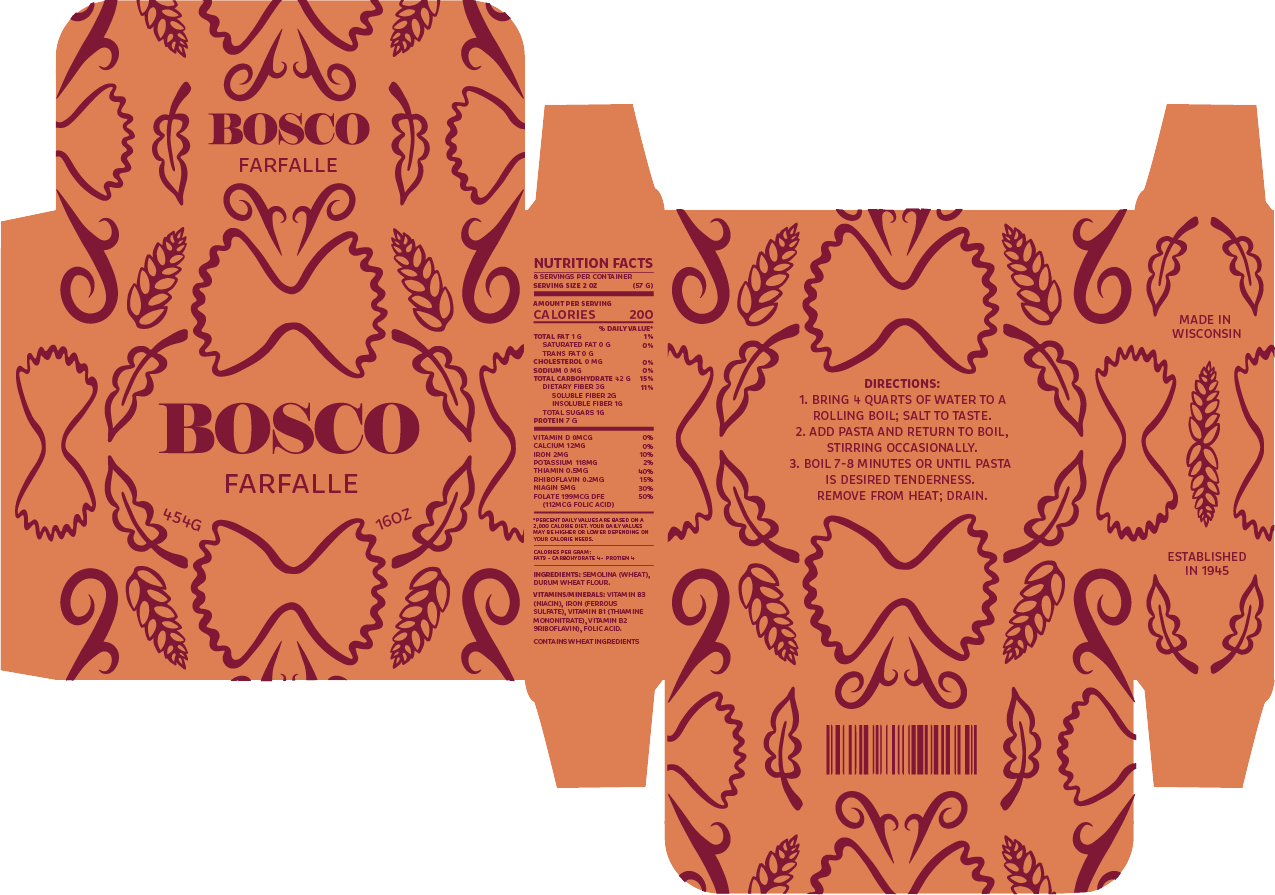 BOSCO
FARFALLE
BOSCO
FARFALLE
454G
16OZ
NUTRITION FACTS
8 SERVINGS PER CONTAINER
SERVING SIZE 2 OZ (57 G)
AMOUNT PER SERVING
CALORIES 200
% DAILY VALUE*
TOTAL FAT 1 G 1%
SATURATED FAT 0 G 0%
TRANS FAT 0 G
CHOLESTEROL 0 MG 0%
SODIUM 0 MG 0%
TOTAL CARBOHYDRATE 42 G 15%
DIETARY FIBER 3G 11%
SOLUBLE FIBER 2G
INSOLUBLE FIBER 1G
TOTAL SUGARS 1G
PROTEIN 7 G
VITAMIN D 0MCG 0%
CALCIUM 12MG 0%
IRON 2MG 10%
POTASSIUM 118MG 2%
THIAMIN 0.5MG 40%
RHIBOFLAVIN 0.2MG 15%
NIAGIN 5MG 30%
FOLATE 199MCG DFE 50%
(112MCG FOLIC ACID)
*PERCENT DAILY VALUES ARE BASED ON A
2,000 CALORIE DIET. YOUR DAILY VALUES
MAY BE HIGHER OR LOWER DEPENDING ON
YOUR CALORIE NEEDS.
CALORIES PER GRAM:
FAT9 - CARBOHYDRATE 4- PROTIEN 4
INGREDIENTS: SEMOLINA (WHEAT),
DURUM WHEAT FLOUR.
VITAMINS/MINERALS: VITAMIN B3
(NIACIN), IRON (FERROUS
SULFATE), VITAMIN B1 (THIAMINE
MONONITRATE), VITAMIN B2
9RIBOFLAVIN), FOLIC ACID.
CONTAINS WHEAT INGREDIENTS
DIRECTIONS:
1. BRING 4 QUARTS OF WATER TO A
ROLLING BOIL; SALT TO TASTE.
2. ADD PASTA AND RETURN TO BOIL,
STIRRING OCCASIONALLY.
3. BOIL 7-8 MINUTES OR UNTIL PASTA
IS DESIRED TENDERNESS.
REMOVE FROM HEAT; DRAIN.
MADE IN
WISCONSIN
ESTABLISHED
IN 1945